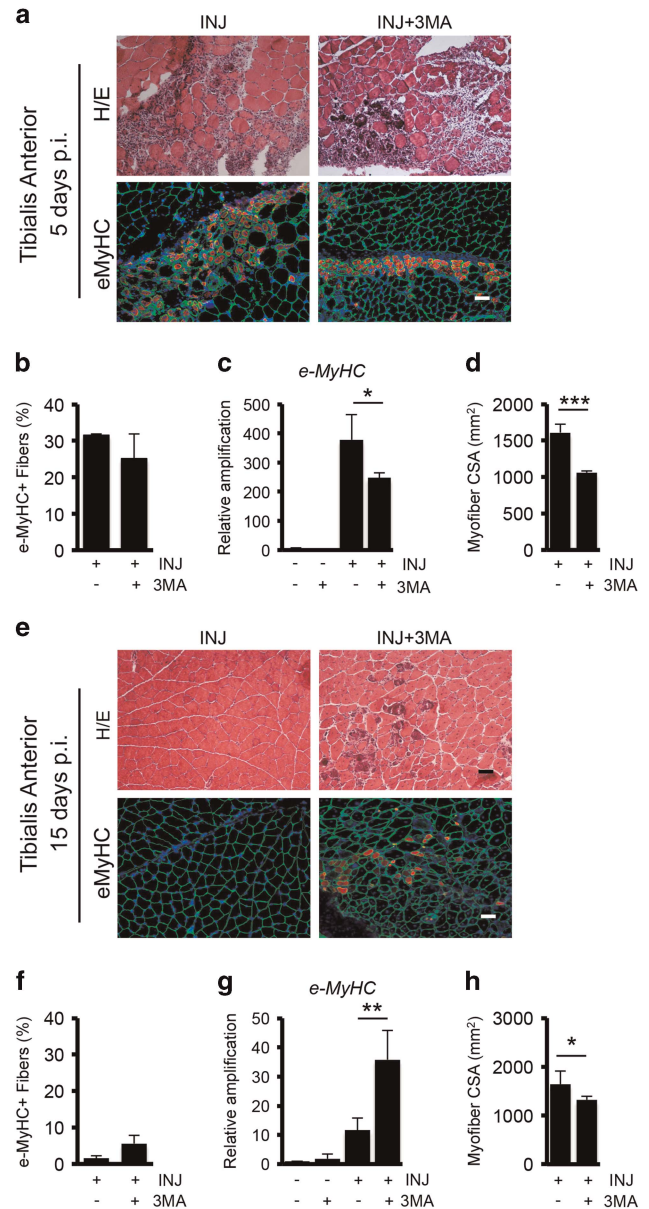 a
INJ
INJ+3MA
Tibialis Anterior
5 days p.i.
H/E
eMyHC
b
e-MyHC+ Fibers (%)
40
30
20
10
0
+ + INJ
- + 3MA
c
e-MyHC
*
Relative amplification
500
400
300
200
100
0
- - + + INJ
- + - + 3MA
d
***
Myofiber CSA (mm²)
2000
1500
1000
500
0
+ + INJ
- + 3MA
e
INJ
INJ+3MA
Tibialis Anterior
15 days p.i.
H/E
eMyHC
f
e-MyHC+ Fibers (%)
40
30
20
10
0
+ + INJ
- + 3MA
g
e-MyHC
**
Relative amplification
50
40
30
20
10
0
- - + + INJ
- + - + 3MA
h
*
Myofiber CSA (mm²)
3000
2000
1000
0
+ + INJ
- + 3MA